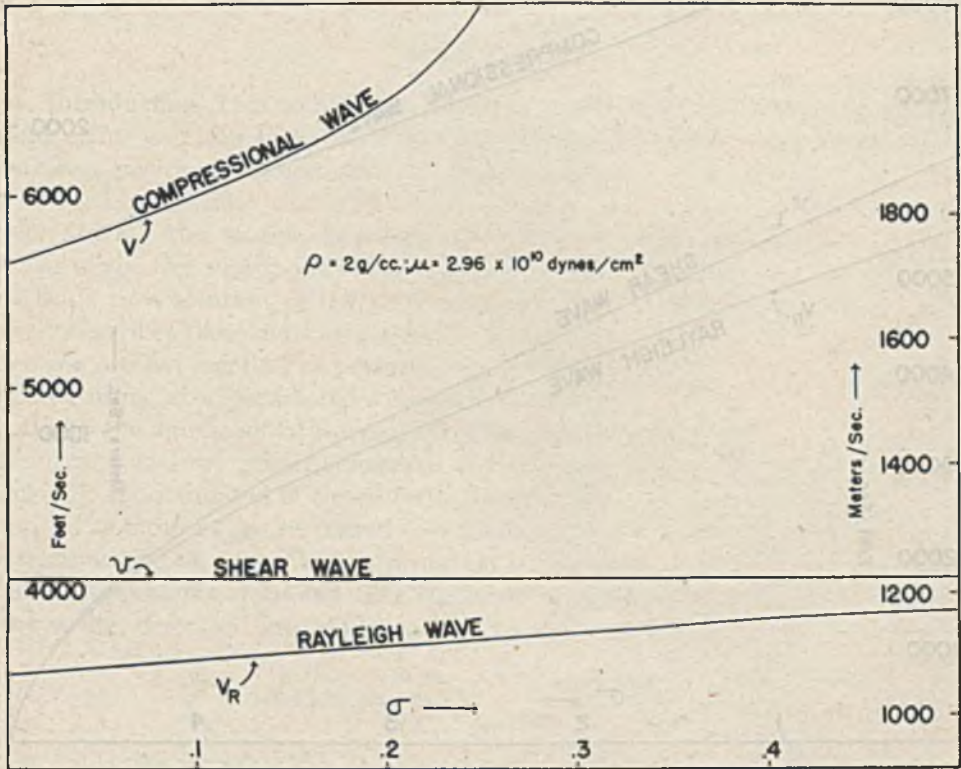 COMPRESSIONAL WAVE
V
6000
1800
ρ = 2g/cc.; μ = 2.96 x 10¹⁰ dynes/cm²
1600
5000
Feet/Sec. →
Meters/Sec. →
1400
v
SHEAR WAVE
4000
1200
RAYLEIGH WAVE
V_R
σ →
1000
.1 .2 .3 .4